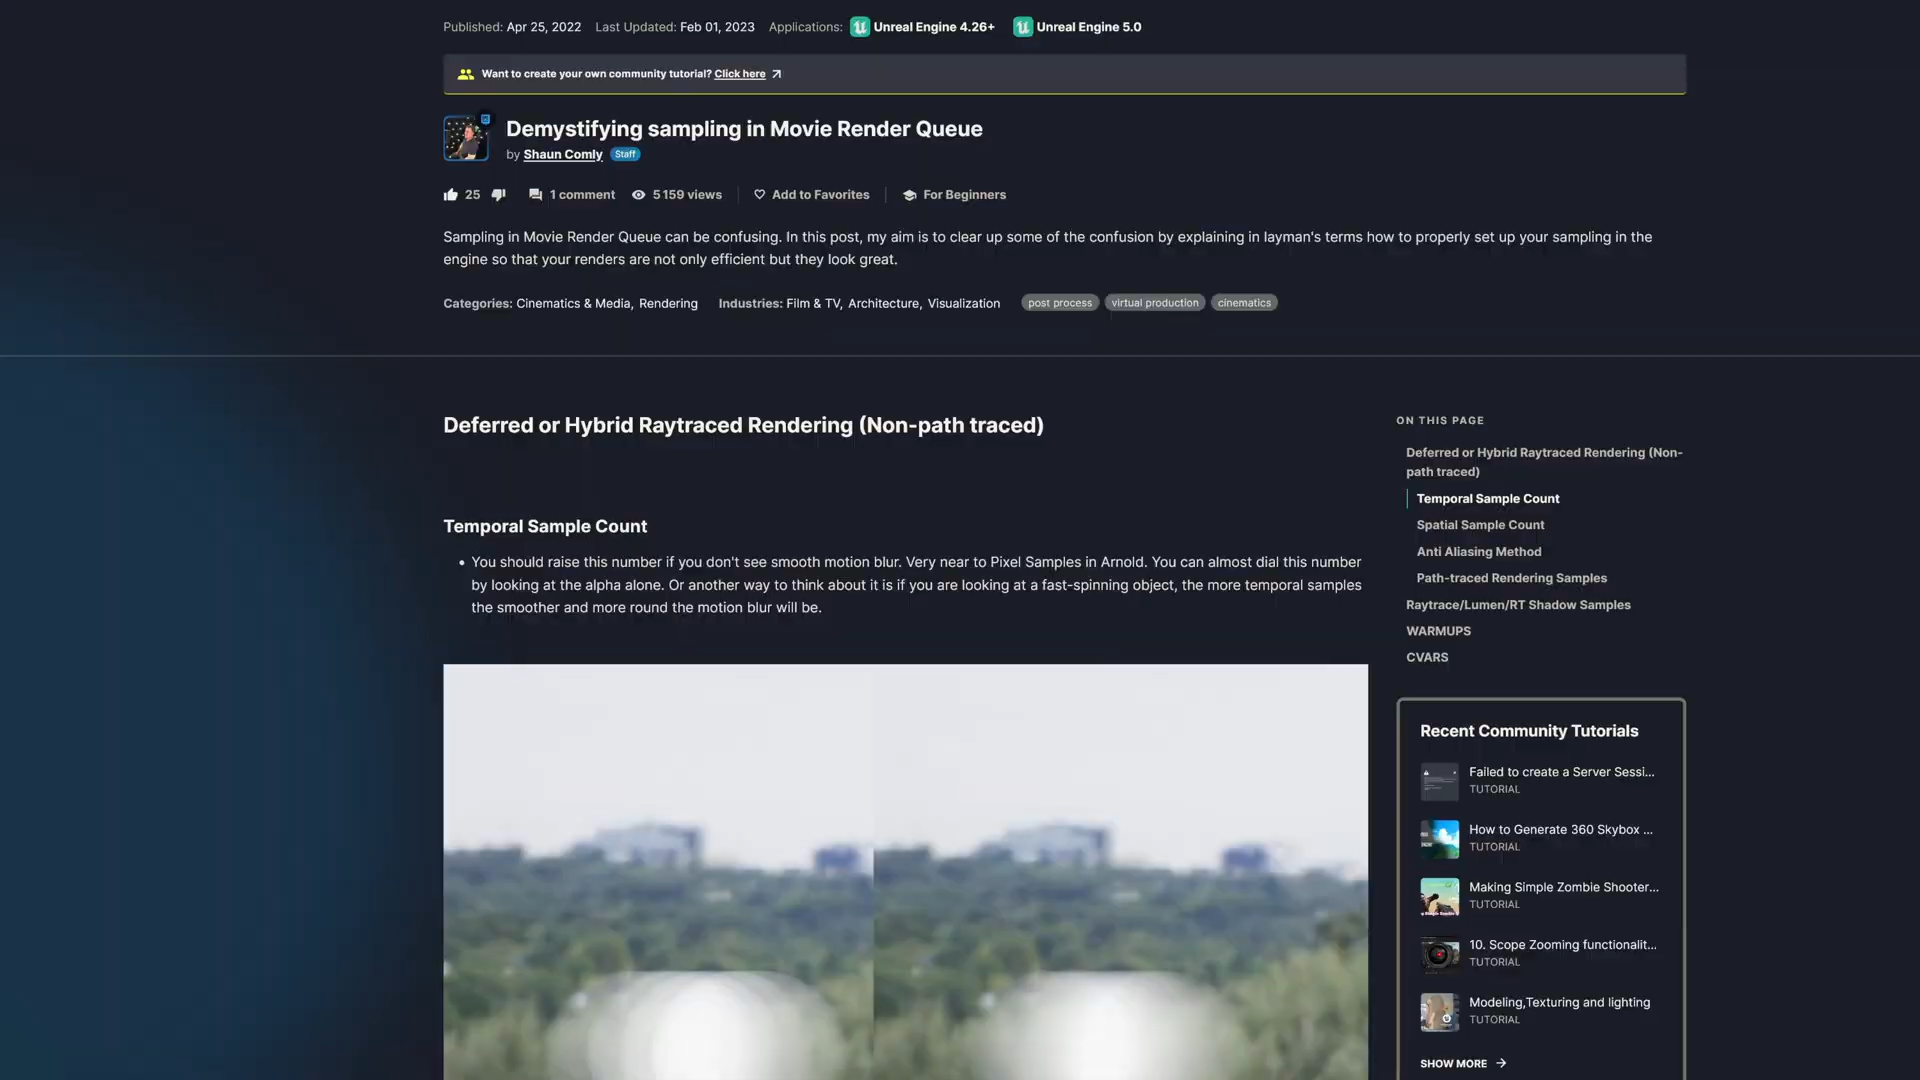 Published: Apr 25, 2022 Last Updated: Feb 01, 2023 Applications: Unreal Engine 4.26+ Unreal Engine 5.0
Want to create your own community tutorial? Click here
Demystifying sampling in Movie Render Queue
by Shaun Comly Staff
25 1 comment 5 159 views Add to Favorites For Beginners
Sampling in Movie Render Queue can be confusing. In this post, my aim is to clear up some of the confusion by explaining in layman's terms how to properly set up your sampling in the
engine so that your renders are not only efficient but they look great.
Categories: Cinematics & Media, Rendering Industries: Film & TV, Architecture, Visualization post process virtual production cinematics
Deferred or Hybrid Raytraced Rendering (Non-path traced)
Temporal Sample Count
• You should raise this number if you don't see smooth motion blur. Very near to Pixel Samples in Arnold. You can almost dial this number
by looking at the alpha alone. Or another way to think about it is if you are looking at a fast-spinning object, the more temporal samples
the smoother and more round the motion blur will be.
ON THIS PAGE
Deferred or Hybrid Raytraced Rendering (Non-
path traced)
Temporal Sample Count
Spatial Sample Count
Anti Aliasing Method
Path-traced Rendering Samples
Raytrace/Lumen/RT Shadow Samples
WARMUPS
CVARS
Recent Community Tutorials
Failed to create a Server Sessi...
TUTORIAL
How to Generate 360 Skybox ...
TUTORIAL
Making Simple Zombie Shooter...
TUTORIAL
10. Scope Zooming functionalit...
TUTORIAL
Modeling,Texturing and lighting
TUTORIAL
SHOW MORE